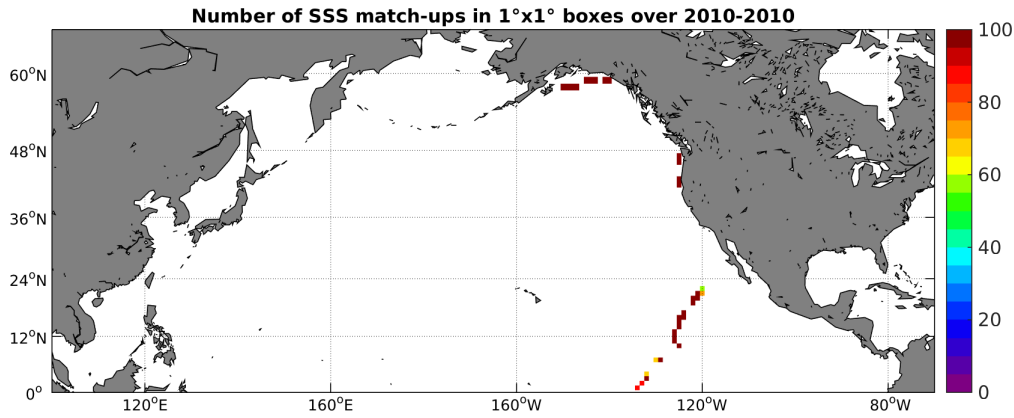 Number of SSS match-ups in 1°x1° boxes over 2010-2010
60°N
48°N
36°N
24°N
12°N
0°
120°E
160°E
160°W
120°W
80°W
100
80
60
40
20
0